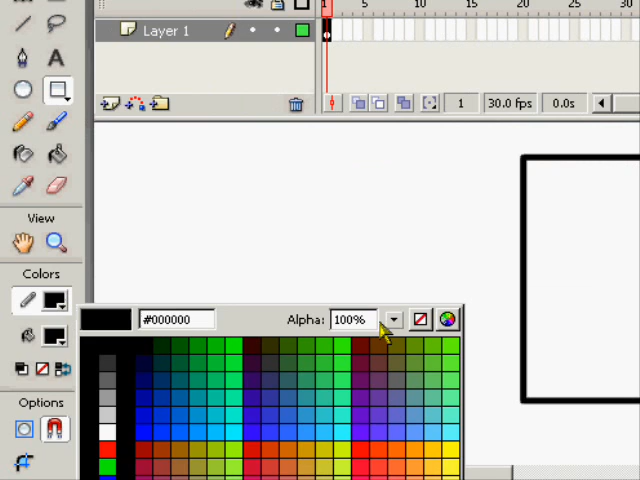 1 5 10 15 20 25 30
Layer 1
A
1 30.0 fps 0.0s
View
Colors
#000000 Alpha: 100%
Options